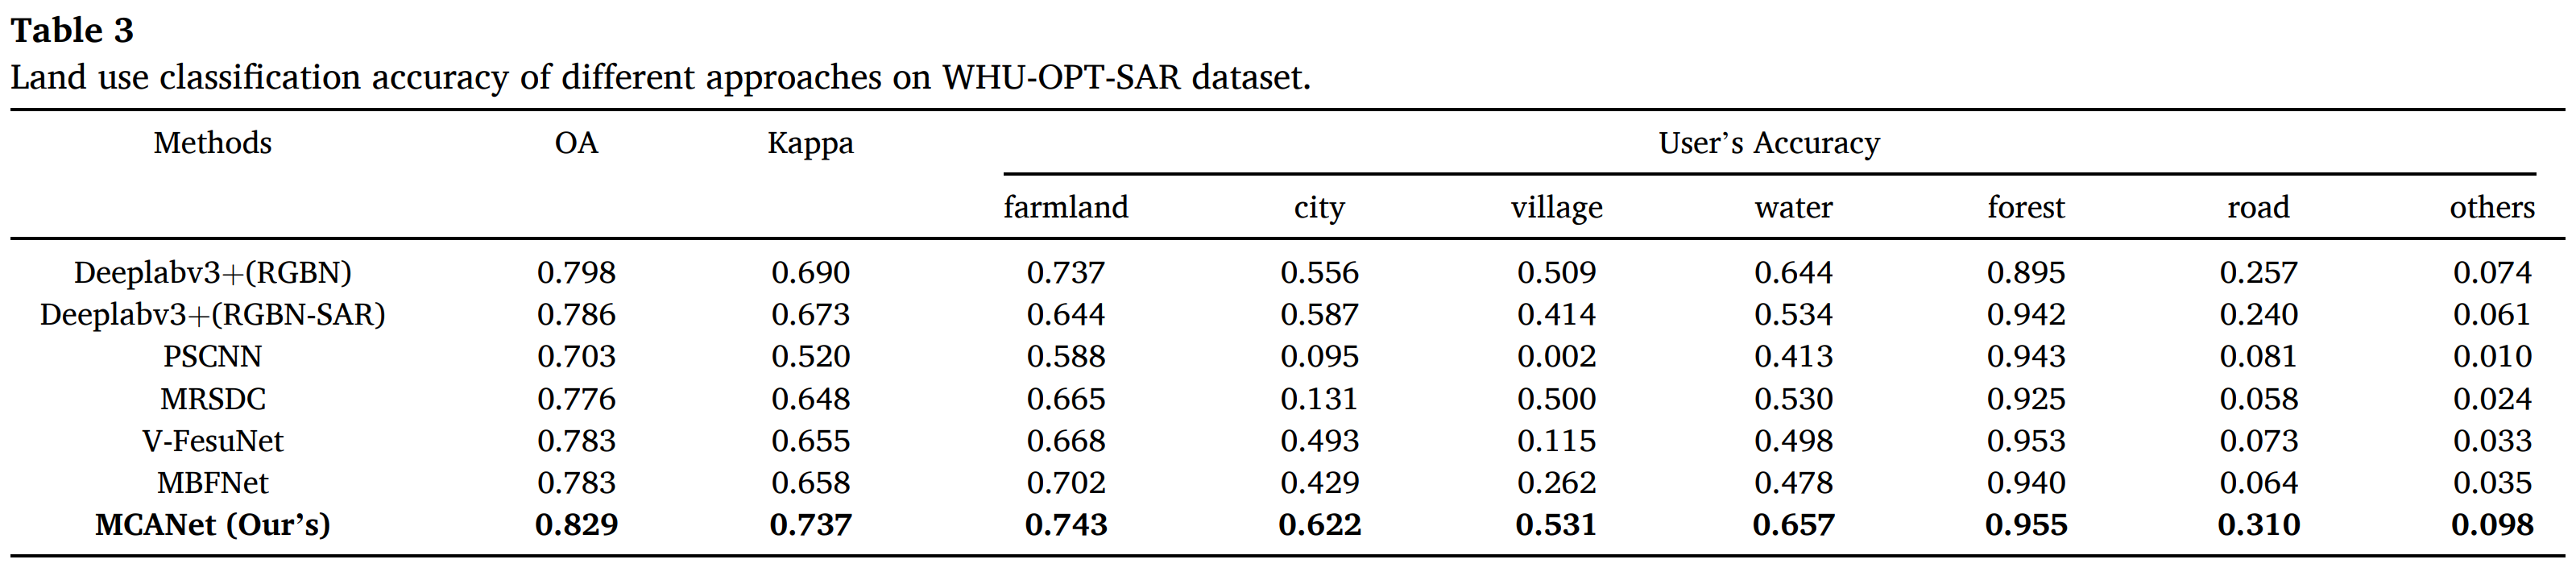 Table 3
Land use classification accuracy of different approaches on WHU-OPT-SAR dataset.
Methods OA Kappa User's Accuracy
farmland city village water forest road others
Deeplabv3+(RGBN) 0.798 0.690 0.737 0.556 0.509 0.644 0.895 0.257 0.074
Deeplabv3+(RGBN-SAR) 0.786 0.673 0.644 0.587 0.414 0.534 0.942 0.240 0.061
PSCNN 0.703 0.520 0.588 0.095 0.002 0.413 0.943 0.081 0.010
MRSDC 0.776 0.648 0.665 0.131 0.500 0.530 0.925 0.058 0.024
V-FesuNet 0.783 0.655 0.668 0.493 0.115 0.498 0.953 0.073 0.033
MBFNet 0.783 0.658 0.702 0.429 0.262 0.478 0.940 0.064 0.035
MCANet (Our's) 0.829 0.737 0.743 0.622 0.531 0.657 0.955 0.310 0.098